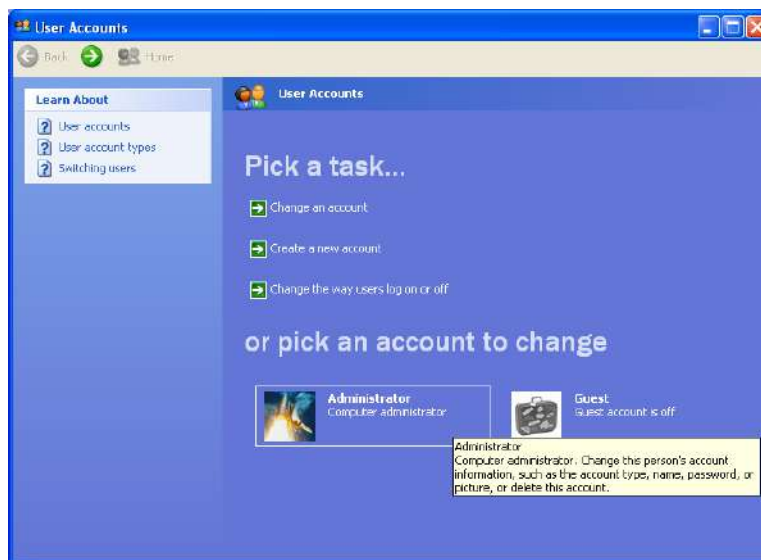 User Accounts
Back Home
Learn About
User accounts
User account types
Switching users
User Accounts
Pick a task...
Change an account
Create a new account
Change the way users log on or off
or pick an account to change
Administrator
Computer administrator
Guest
Guest account is off
Administrator
Computer administrator. Change this person's account
information, such as the account type, name, password, or
picture, or delete this account.